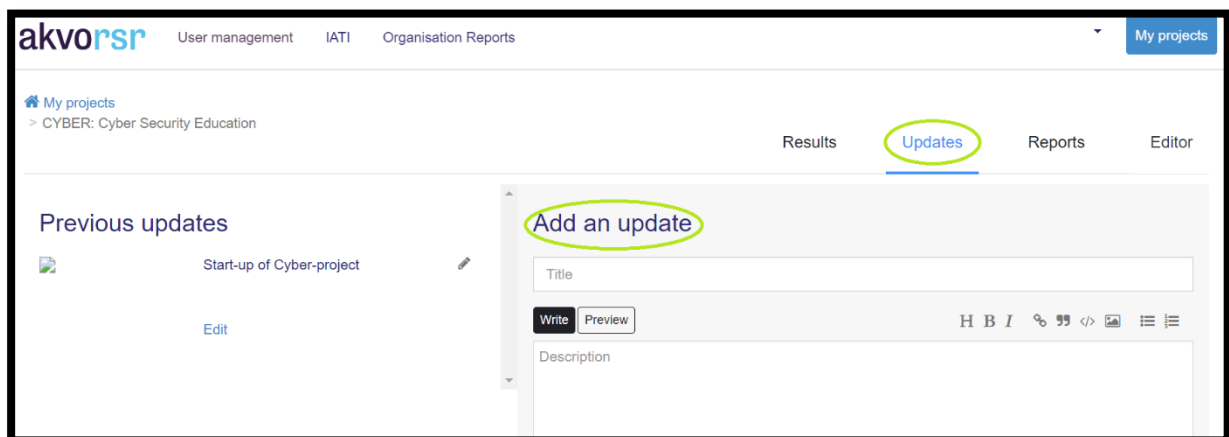 akvorsr User management IATI Organisation Reports My projects
My projects
> CYBER: Cyber Security Education
Results Updates Reports Editor
Previous updates
Start-up of Cyber-project
Edit
Add an update
Title
Write Preview H B I
Description